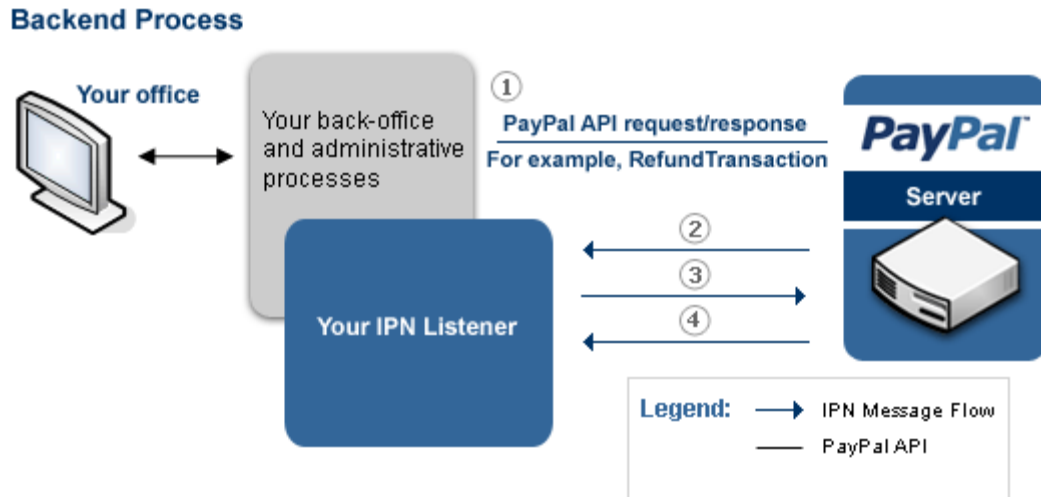 Backend Process
Your office
Your back-office
and administrative
processes
1
PayPal API request/response
For example, RefundTransaction
PayPal™
Server
2
3
4
Your IPN Listener
Legend:
IPN Message Flow
PayPal API